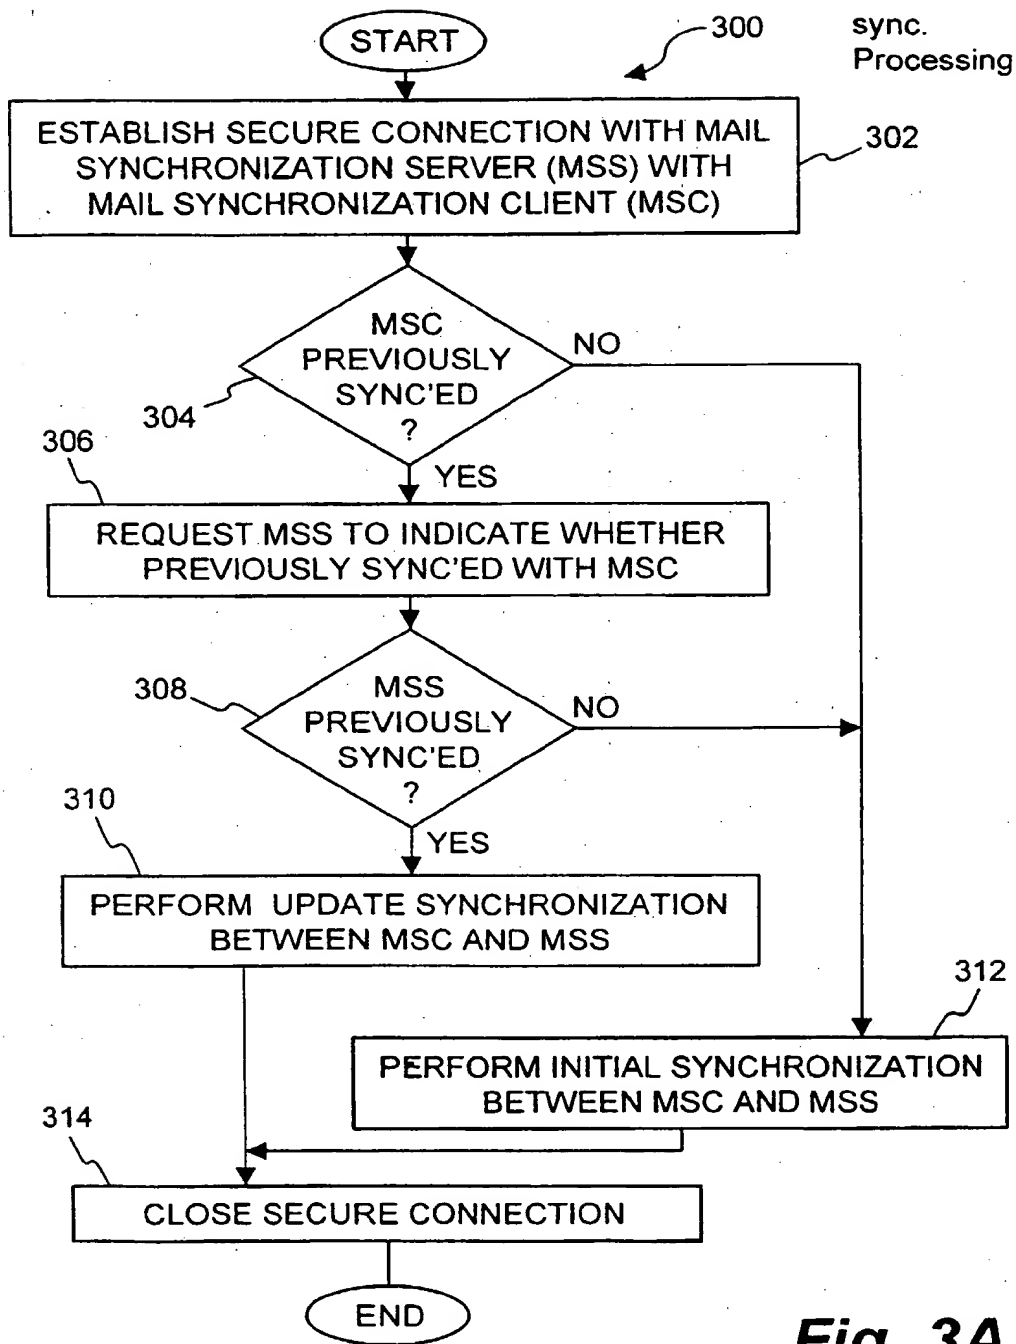 START
300
sync.
Processing
ESTABLISH SECURE CONNECTION WITH MAIL
SYNCHRONIZATION SERVER (MSS) WITH
MAIL SYNCHRONIZATION CLIENT (MSC)
302
MSC
PREVIOUSLY
SYNC'ED
?
NO
304
YES
306
REQUEST MSS TO INDICATE WHETHER
PREVIOUSLY SYNC'ED WITH MSC
308
MSS
PREVIOUSLY
SYNC'ED
?
NO
YES
310
PERFORM UPDATE SYNCHRONIZATION
BETWEEN MSC AND MSS
312
PERFORM INITIAL SYNCHRONIZATION
BETWEEN MSC AND MSS
314
CLOSE SECURE CONNECTION
END
Fig. 3A